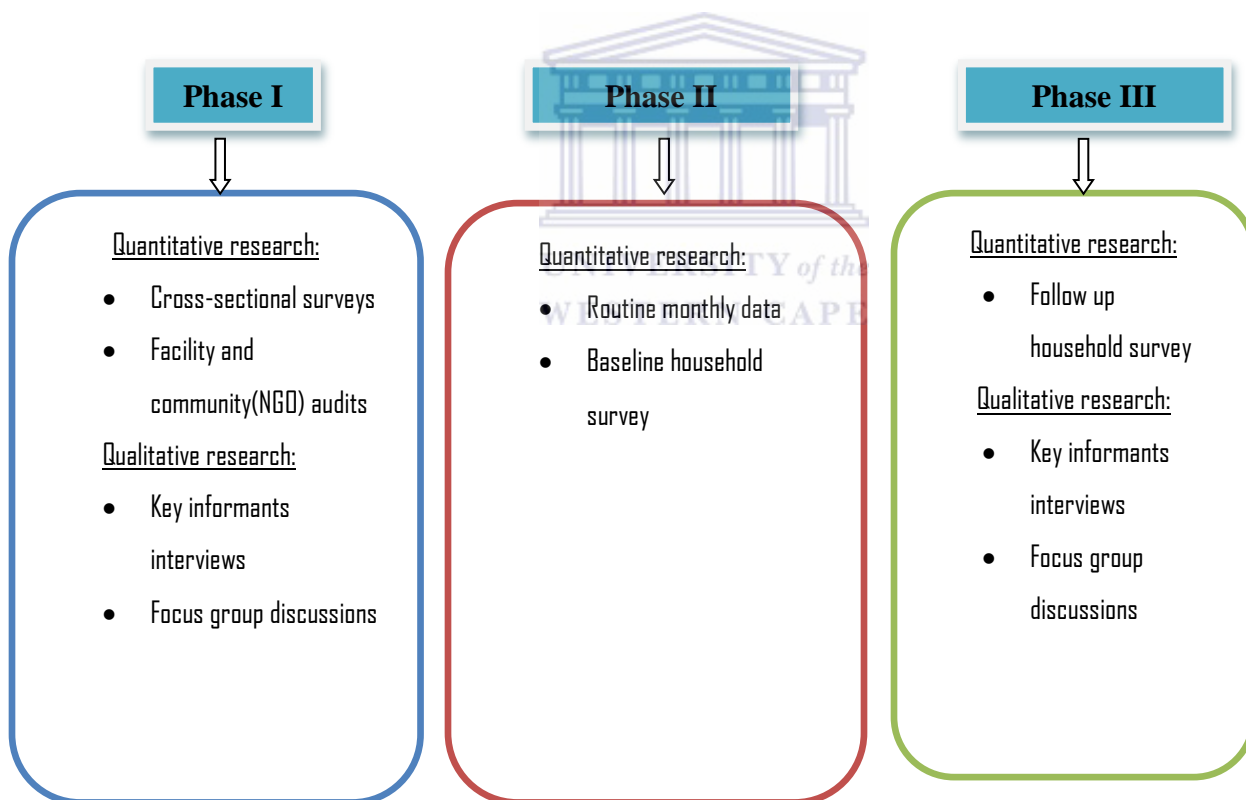 Phase I
Quantitative research:
• Cross-sectional surveys
• Facility and
community(NGO) audits
Qualitative research:
• Key informants
interviews
• Focus group discussions
Phase II
Quantitative research:
• Routine monthly data
• Baseline household
survey
UNIVERSITY of the
WESTERN CAPE
Phase III
Quantitative research:
• Follow up
household survey
Qualitative research:
• Key informants
interviews
• Focus group
discussions